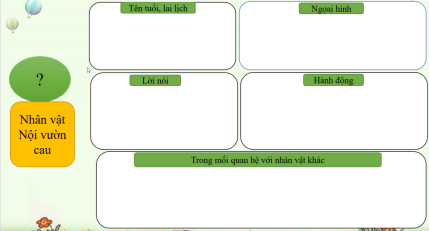 Tên tuổi, lai lịch
Ngoại hình
?
Lời nói
Hành động
Nhân vật
Nội vườn
cau
Trong mối quan hệ với nhân vật khác